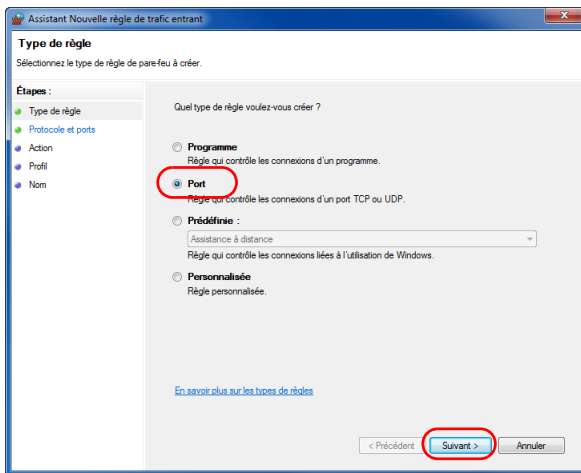 Assistant Nouvelle règle de trafic entrant
Type de règle
Sélectionnez le type de règle de pare-feu à créer.
Étapes :
Type de règle
Protocole et ports
Action
Profil
Nom
Quel type de règle voulez-vous créer ?
Programme
Règle qui contrôle les connexions d'un programme.
Port
Règle qui contrôle les connexions d'un port TCP ou UDP.
Prédéfinie :
Assistance à distance
Règle qui contrôle les connexions liées à l'utilisation de Windows.
Personnalisée
Règle personnalisée.
En savoir plus sur les types de règles
< Précédent Suivant > Annuler